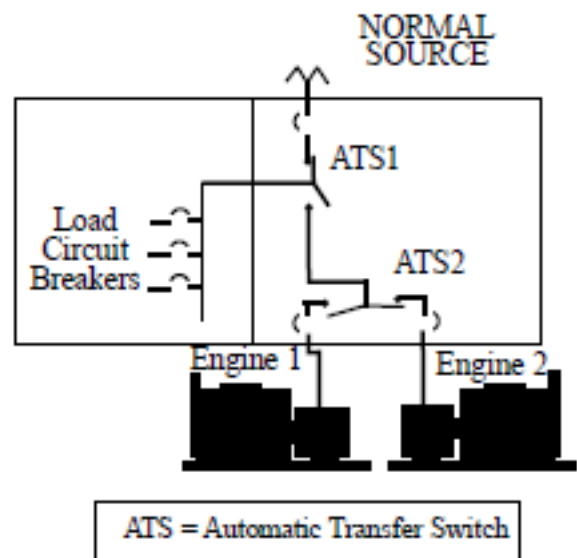 NORMAL
SOURCE
ATS1
Load
Circuit
Breakers
ATS2
Engine 1
Engine 2
ATS = Automatic Transfer Switch